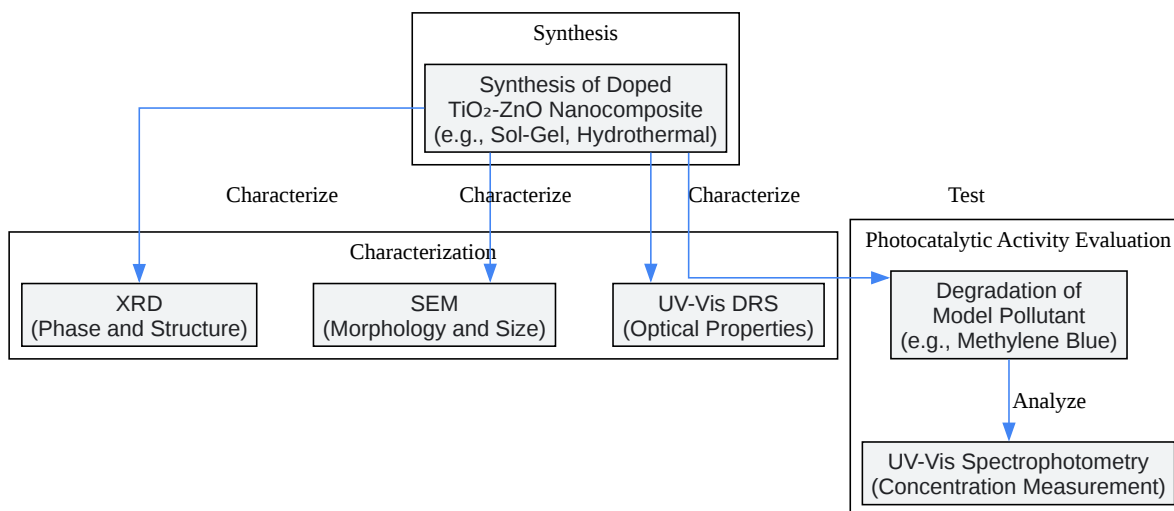 Synthesis
Synthesis of Doped
TiO₂-ZnO Nanocomposite
(e.g., Sol-Gel, Hydrothermal)
Characterize
Characterize
Characterize
Test
Characterization
XRD
(Phase and Structure)
SEM
(Morphology and Size)
UV-Vis DRS
(Optical Properties)
Photocatalytic Activity Evaluation
Degradation of
Model Pollutant
(e.g., Methylene Blue)
Analyze
UV-Vis Spectrophotometry
(Concentration Measurement)